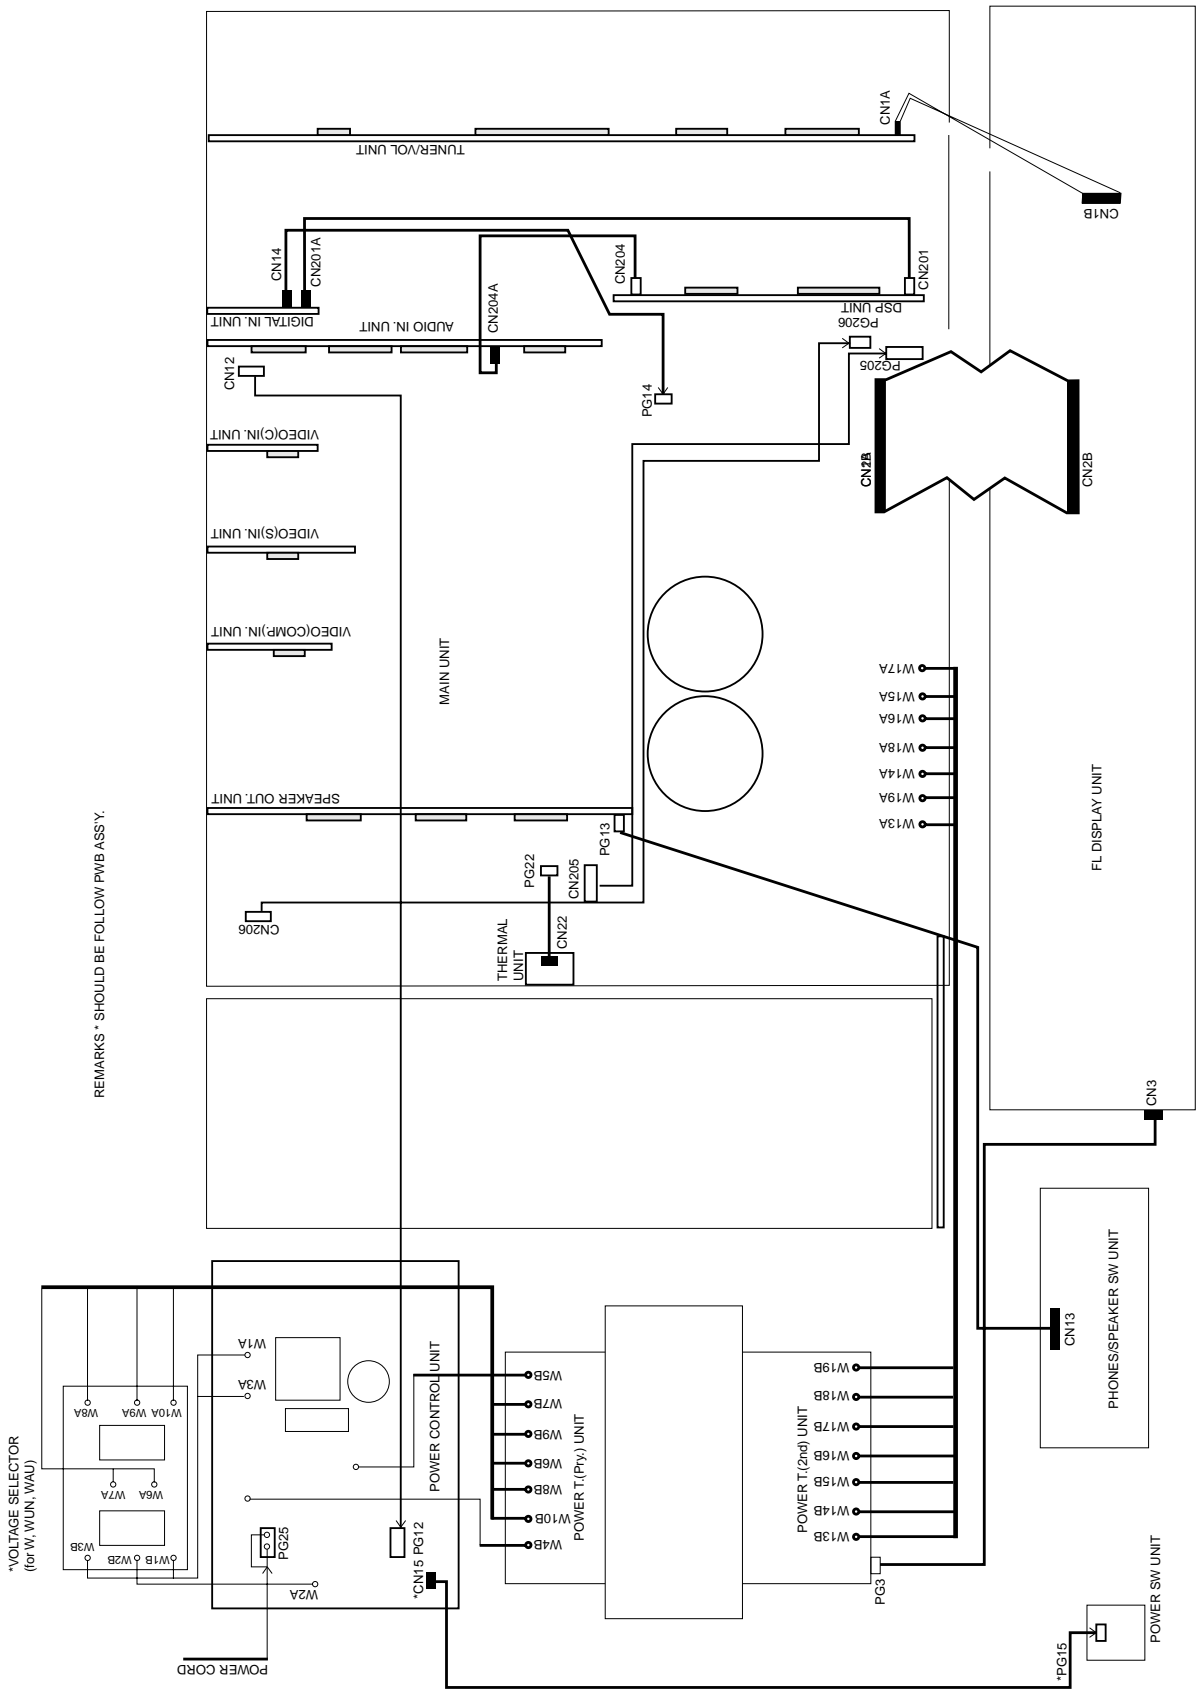 REMARKS * SHOULD BE FOLLOW PWB ASS'Y.
*VOLTAGE SELECTOR
(for W, WUN, WAU)
TUNER/VOL UNIT
CN1A
CN1B
CN14
CN201A
DIGITAL IN. UNIT
AUDIO IN. UNIT
CN204A
CN204
CN201
DSP UNIT
PG206
PG205
CN12
PG14
VIDEO(C)IN. UNIT
CN2B
VIDEO(S)IN. UNIT
VIDEO(COMP.)IN. UNIT
MAIN UNIT
W17A
W15A
W16A
W18A
W14A
W19A
W13A
SPEAKER OUT. UNIT
PG13
PG22
CN205
CN206
CN22
THERMAL
UNIT
FL DISPLAY UNIT
CN3
W1A
W3A
W8A
W9A
W10A
W7A
W6A
W3B
W2B
W1B
W2A
POWER CONTROL UNIT
PG25
PG12
*CN15
POWER CORD
W5B
W7B
W9B
W6B
W8B
W10B
W4B
POWER T.(Pry.) UNIT
W19B
W18B
W17B
W16B
W15B
W14B
W13B
POWER T.(2nd) UNIT
PG3
CN13
PHONES/SPEAKER SW UNIT
*PG15
POWER SW UNIT